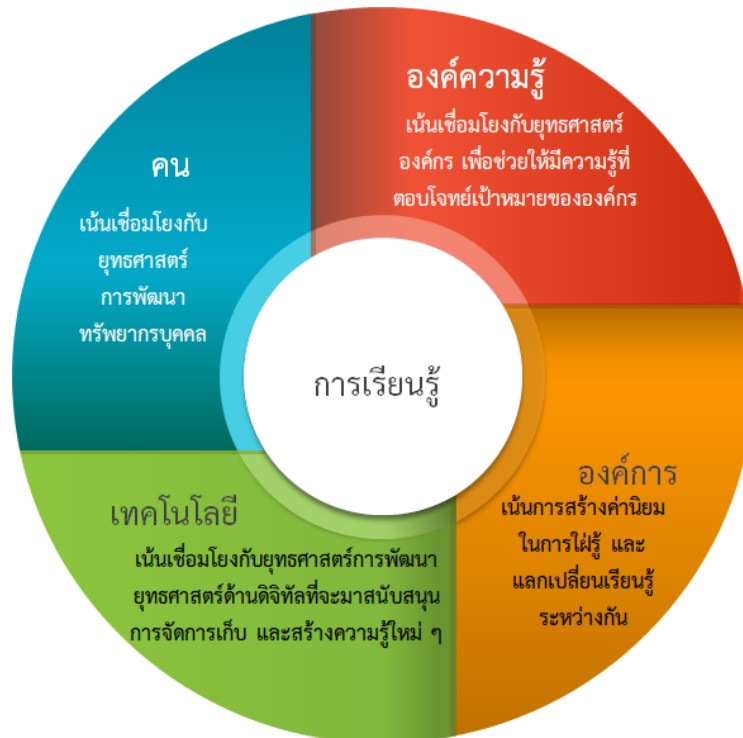 องค์ความรู้
เน้นเชื่อมโยงกับยุทธศาสตร์
องค์กร เพื่อช่วยให้มีความรู้ที่
ตอบโจทย์เป้าหมายขององค์กร
คน
เน้นเชื่อมโยงกับ
ยุทธศาสตร์
การพัฒนา
ทรัพยากรบุคคล
การเรียนรู้
องค์การ
เน้นการสร้างค่านิยม
ในการใฝ่รู้ และ
แลกเปลี่ยนเรียนรู้
ระหว่างกัน
เทคโนโลยี
เน้นเชื่อมโยงกับยุทธศาสตร์การพัฒนา
ยุทธศาสตร์ด้านดิจิทัลที่จะมาสนับสนุน
การจัดการเก็บ และสร้างความรู้ใหม่ ๆ